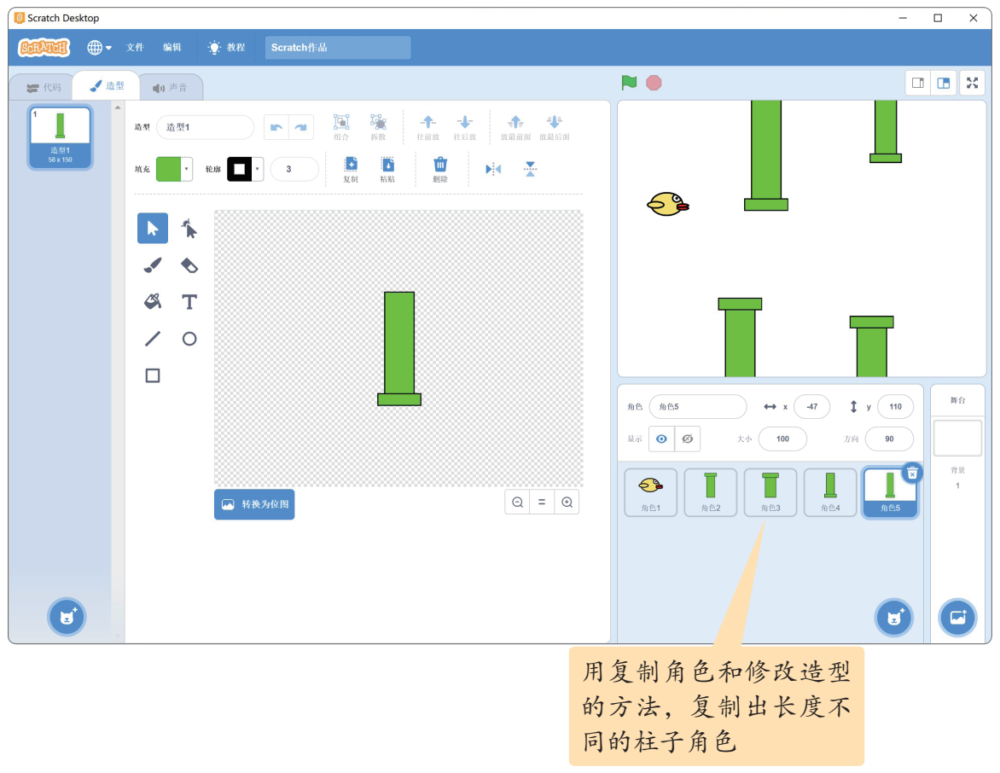 Scratch Desktop
SCRATCH 文件 编辑 教程 Scratch作品
代码 造型 声音
1
造型1
58 x 150
造型 造型1 组合 拆散 往前放 往后放 放最前面 放最后面
填充 轮廓 3 复制 粘贴 删除
T
转换为位图
角色 角色5 x -47 y 110
显示 大小 100 方向 90
角色1 角色2 角色3 角色4 角色5
舞台
背景
1
用复制角色和修改造型
的方法，复制出长度不
同的柱子角色